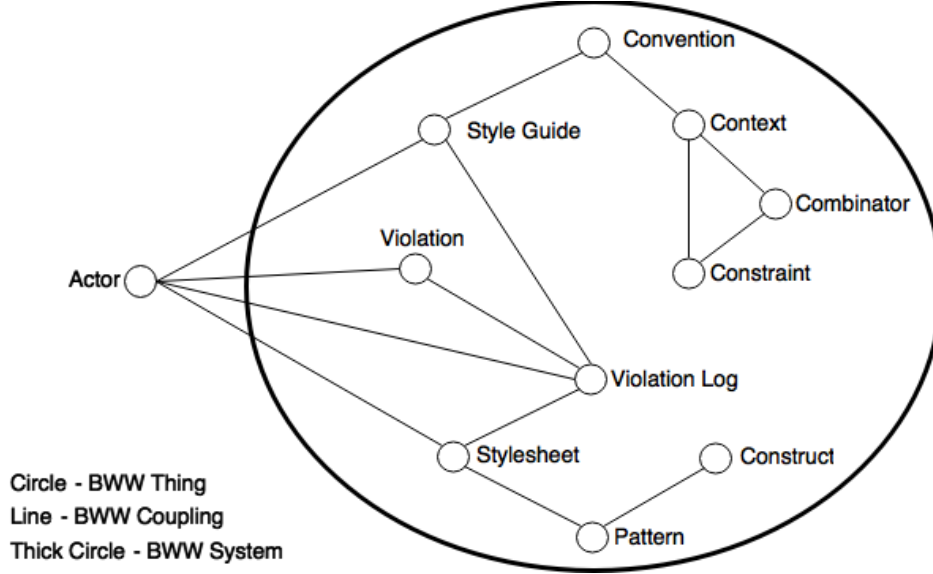 Convention
Context
Style Guide
Combinator
Violation
Actor
Constraint
Violation Log
Stylesheet
Construct
Circle - BWW Thing
Line - BWW Coupling
Pattern
Thick Circle - BWW System